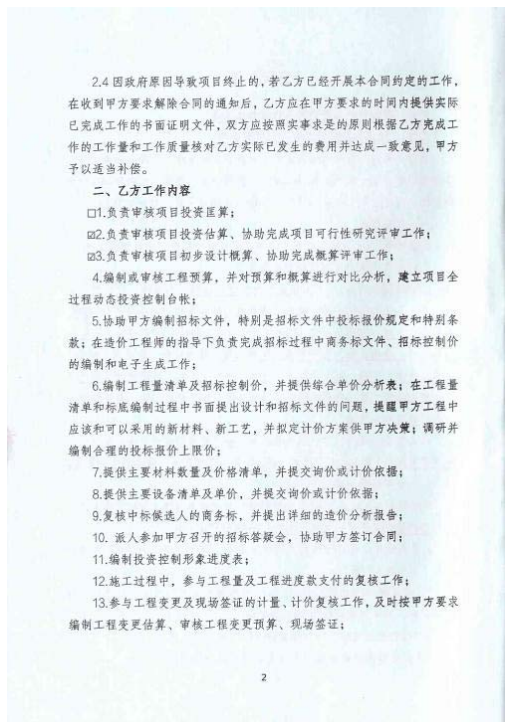 2.4 因政府原因导致项目终止的，若乙方已经开展本合同约定的工作，
在收到甲方要求解除合同的通知后，乙方应在甲方要求的时间内提供实际
已完成工作的书面证明文件，双方应按照实事求是的原则根据乙方完成工
作的工作量和工作质量核对乙方实际已发生的费用并达成一致意见，甲方
予以适当补偿。
二、乙方工作内容
□1.负责审核项目投资匡算；
☑2.负责审核项目投资估算、协助完成项目可行性研究评审工作；
☑3.负责审核项目初步设计概算、协助完成概算评审工作；
4.编制或审核工程预算，并对预算和概算进行对比分析，建立项目全
过程动态投资控制台帐；
5.协助甲方编制招标文件，特别是招标文件中投标报价规定和特别条
款；在造价工程师的指导下负责完成招标过程中商务标文件、招标控制价
的编制和电子生成工作；
6.编制工程量清单及招标控制价，并提供综合单价分析表；在工程量
清单和标底编制过程中书面提出设计和招标文件的问题，提醒甲方工程中
应该和可以采用的新材料、新工艺，并拟定计价方案供甲方决策；调研并
编制合理的投标报价上限价；
7.提供主要材料数量及价格清单，并提交询价或计价依据；
8.提供主要设备清单及单价，并提交询价或计价依据；
9.复核中标候选人的商务标，并提出详细的造价分析报告；
10. 派人参加甲方召开的招标答疑会，协助甲方签订合同；
11.编制投资控制形象进度表；
12.施工过程中，参与工程量及工程进度款支付的复核工作；
13.参与工程变更及现场签证的计量、计价复核工作，及时按甲方要求
编制工程变更估算、审核工程变更预算、现场签证；
2